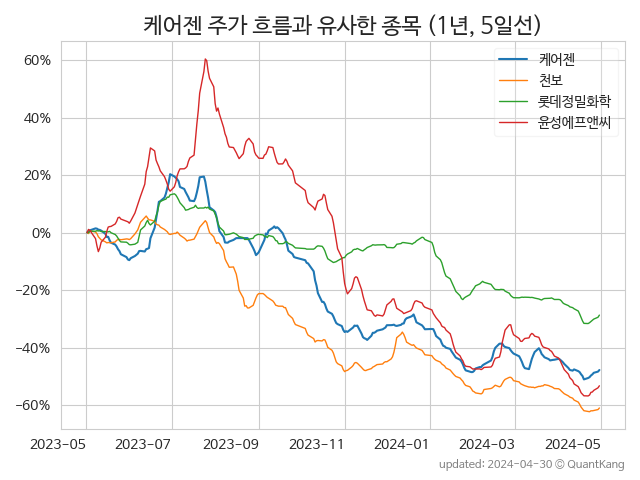 케어젠 주가 흐름과 유사한 종목 (1년, 5일선)
케어젠
천보
롯데정밀화학
윤성에프앤씨
60%
40%
20%
0%
−20%
−40%
−60%
2023-05
2023-07
2023-09
2023-11
2024-01
2024-03
2024-05
updated: 2024-04-30 © QuantKang